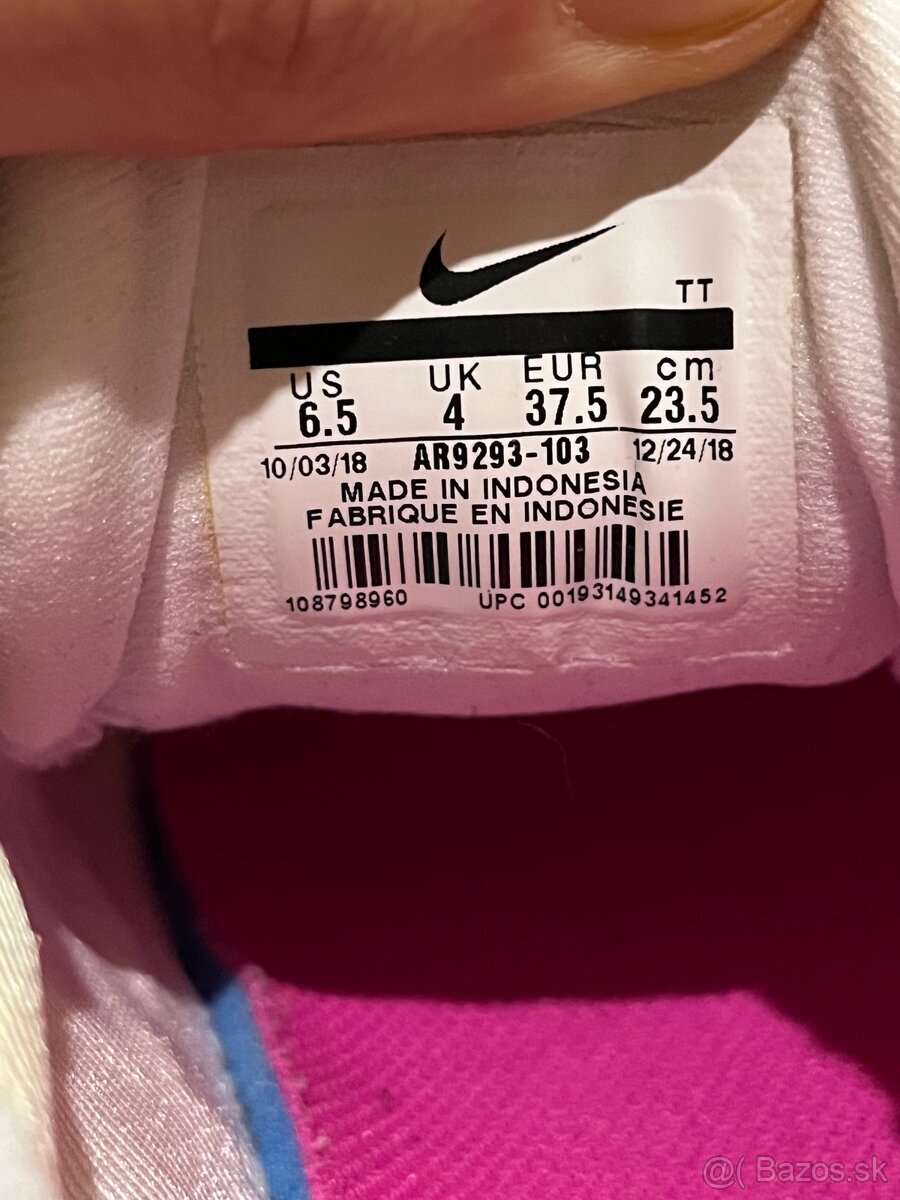 TT
US UK EUR cm
6.5 4 37.5 23.5
10/03/18 AR9293-103 12/24/18
MADE IN INDONESIA
FABRIQUE EN INDONESIE
108798960 UPC 00193149341452
@( Bazos.sk